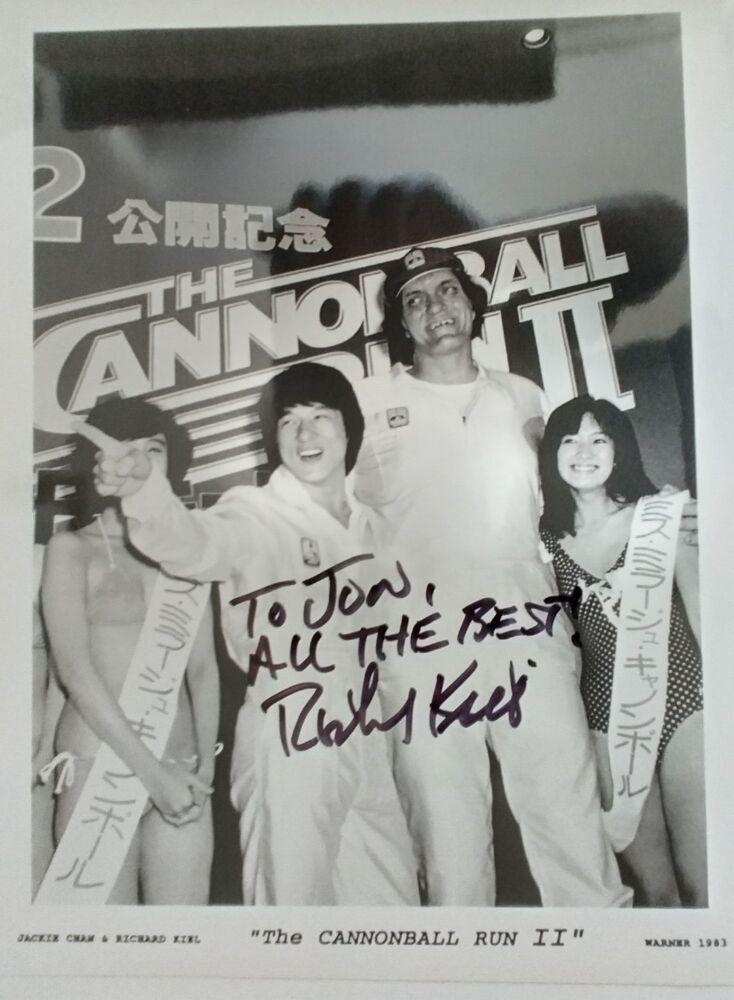 2 公開記念
THE
CANNONBALL
RUN II
ミス・ミラージュ・キャノンボール
ミス・ミラージュ・キャノンボール
TO JON,
ALL THE BEST!
Richard Kiel
JACKIE CHAN & RICHARD KIEL
"The CANNONBALL RUN II"
WARNER 1983